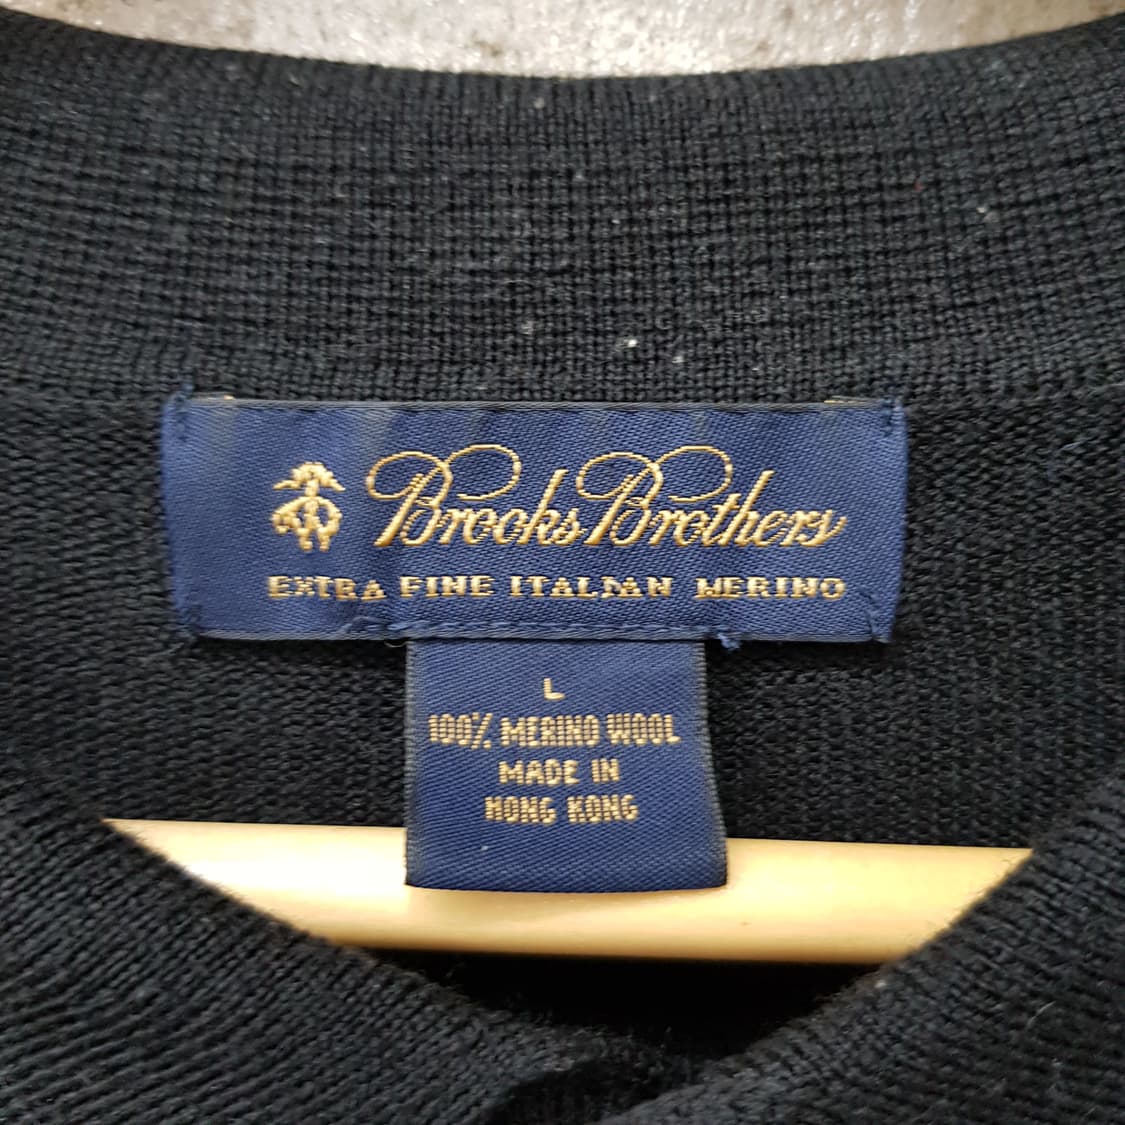 Brooks Brothers
EXTRA FINE ITALIAN MERINO
L
100% MERINO WOOL
MADE IN
HONG KONG